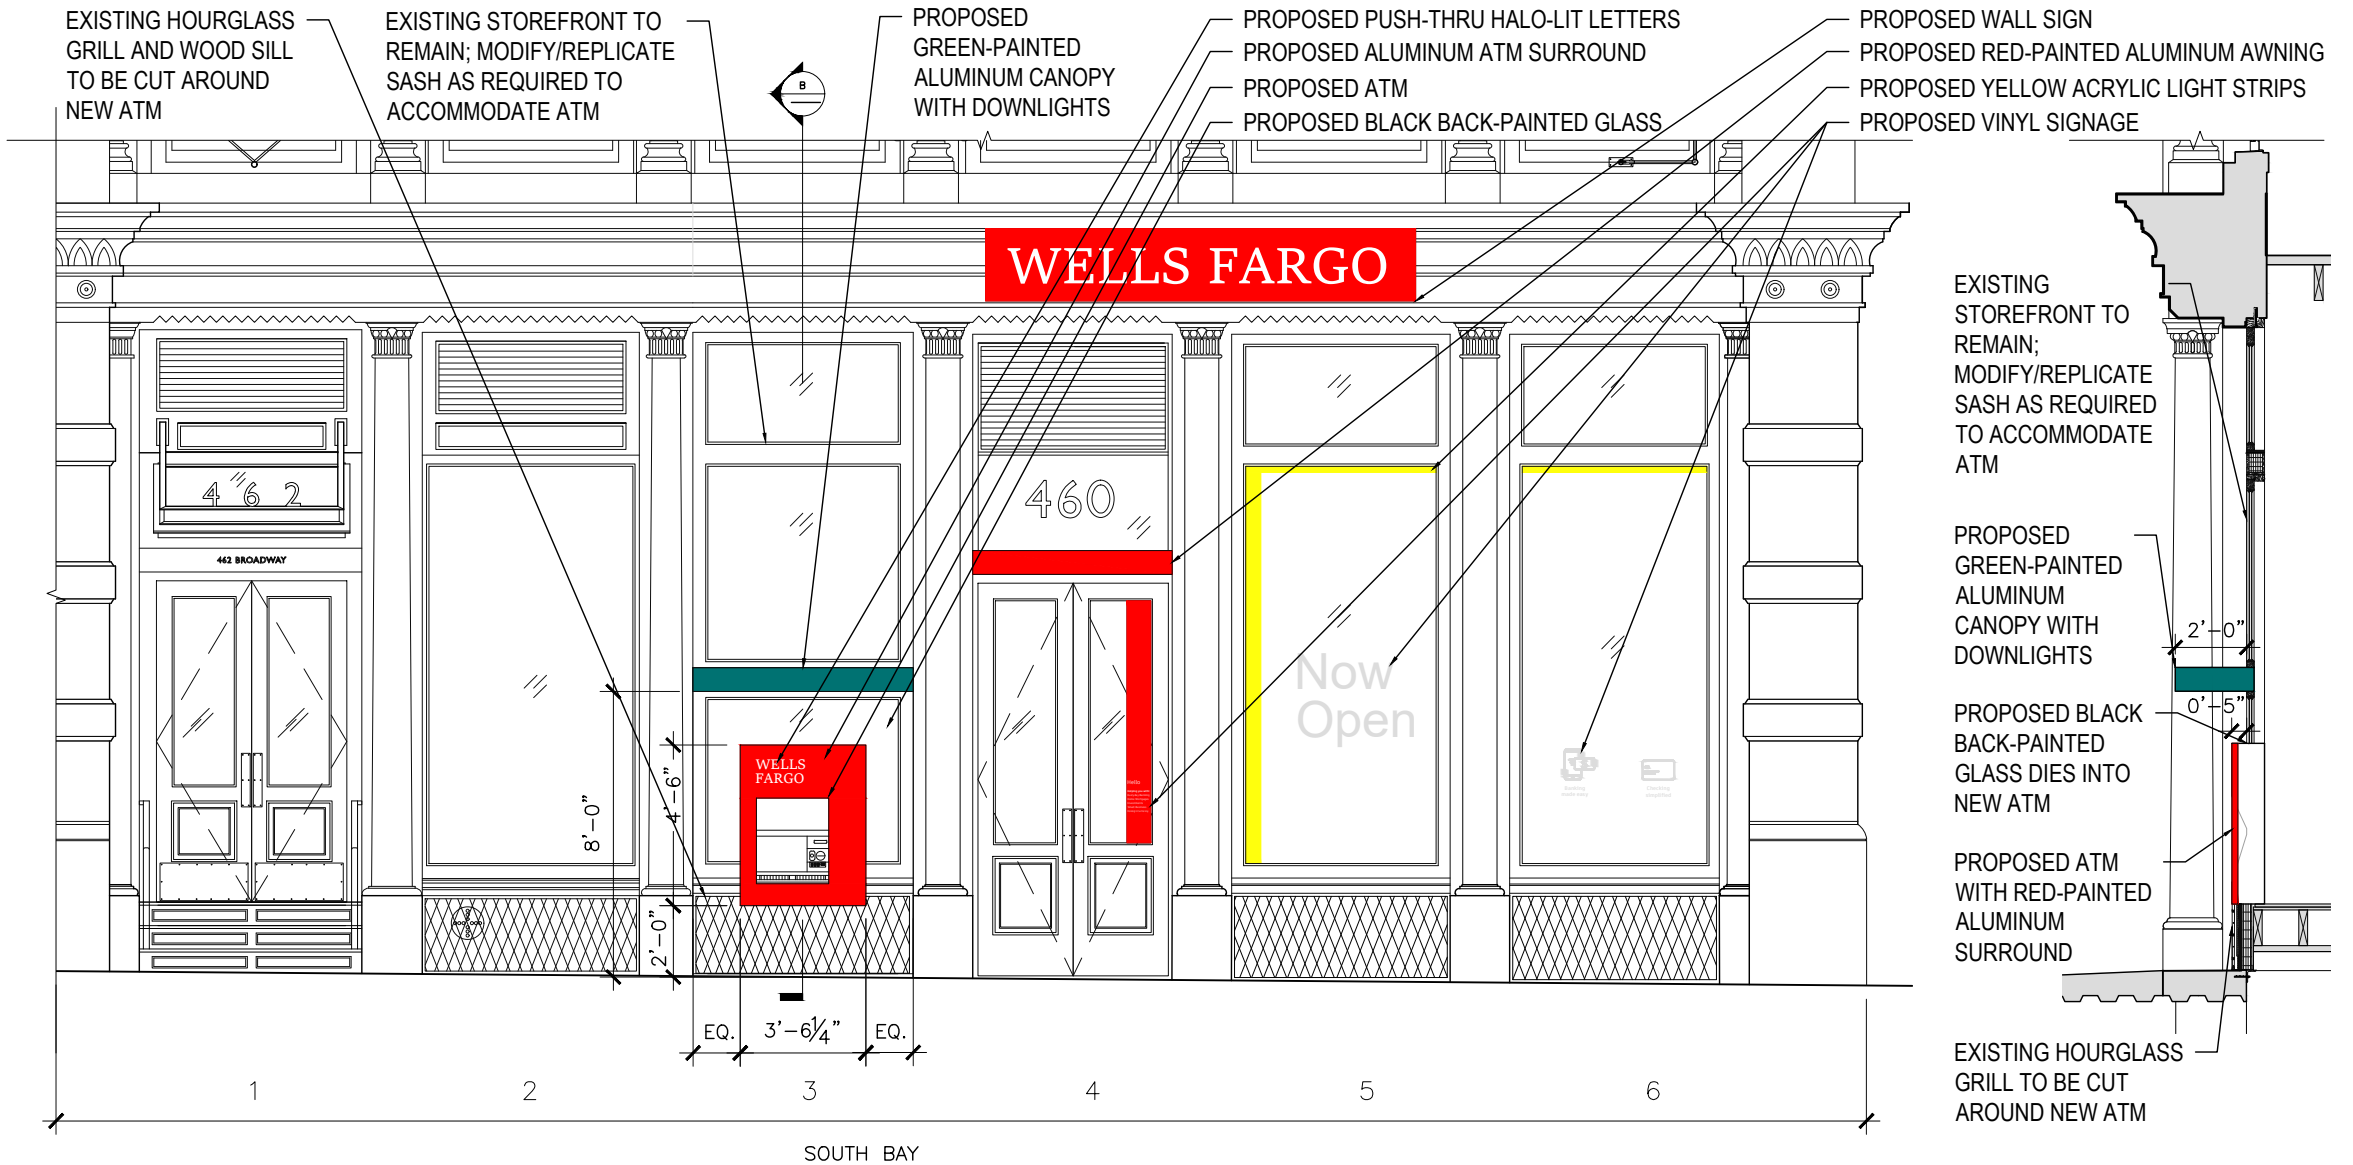 EXISTING HOURGLASS
GRILL AND WOOD SILL
TO BE CUT AROUND
NEW ATM
EXISTING STOREFRONT TO
REMAIN; MODIFY/REPLICATE
SASH AS REQUIRED TO
ACCOMMODATE ATM
B
PROPOSED
GREEN-PAINTED
ALUMINUM CANOPY
WITH DOWNLIGHTS
PROPOSED PUSH-THRU HALO-LIT LETTERS
PROPOSED ALUMINUM ATM SURROUND
PROPOSED ATM
PROPOSED BLACK BACK-PAINTED GLASS
PROPOSED WALL SIGN
PROPOSED RED-PAINTED ALUMINUM AWNING
PROPOSED YELLOW ACRYLIC LIGHT STRIPS
PROPOSED VINYL SIGNAGE
WELLS FARGO
462
462 BROADWAY
460
WELLS
FARGO
Hello
Now
Open
8'-0"
4'-6"
2'-0"
EQ.
3'-61/4"
EQ.
1
2
3
4
5
6
SOUTH BAY
EXISTING
STOREFRONT TO
REMAIN;
MODIFY/REPLICATE
SASH AS REQUIRED
TO ACCOMMODATE
ATM
PROPOSED
GREEN-PAINTED
ALUMINUM
CANOPY WITH
DOWNLIGHTS
2'-0"
0'-5"
PROPOSED BLACK
BACK-PAINTED
GLASS DIES INTO
NEW ATM
PROPOSED ATM
WITH RED-PAINTED
ALUMINUM
SURROUND
EXISTING HOURGLASS
GRILL TO BE CUT
AROUND NEW ATM